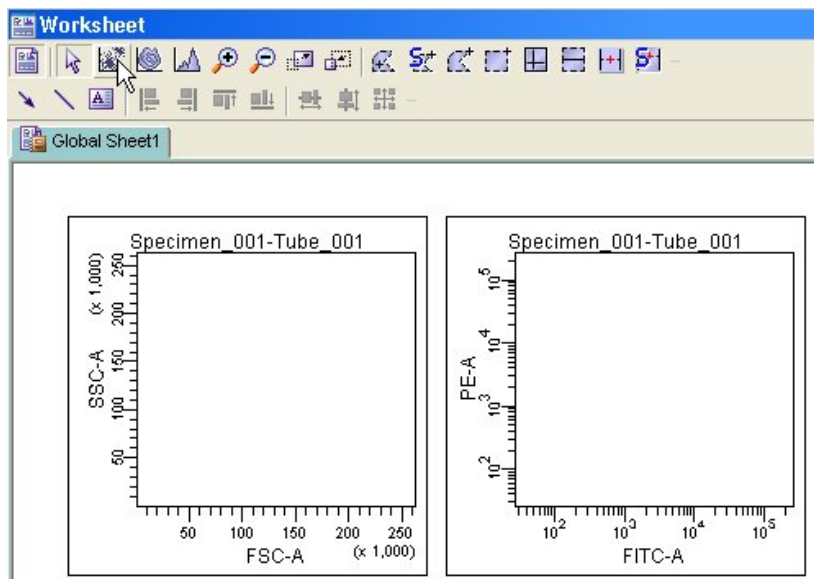 Worksheet
Global Sheet1
Specimen_001-Tube_001
SSC-A
(x 1,000)
250
200
150
100
50
50 100 150 200 250
FSC-A (x 1,000)
Specimen_001-Tube_001
PE-A
10^5
10^4
10^3
10^2
10^2 10^3 10^4 10^5
FITC-A